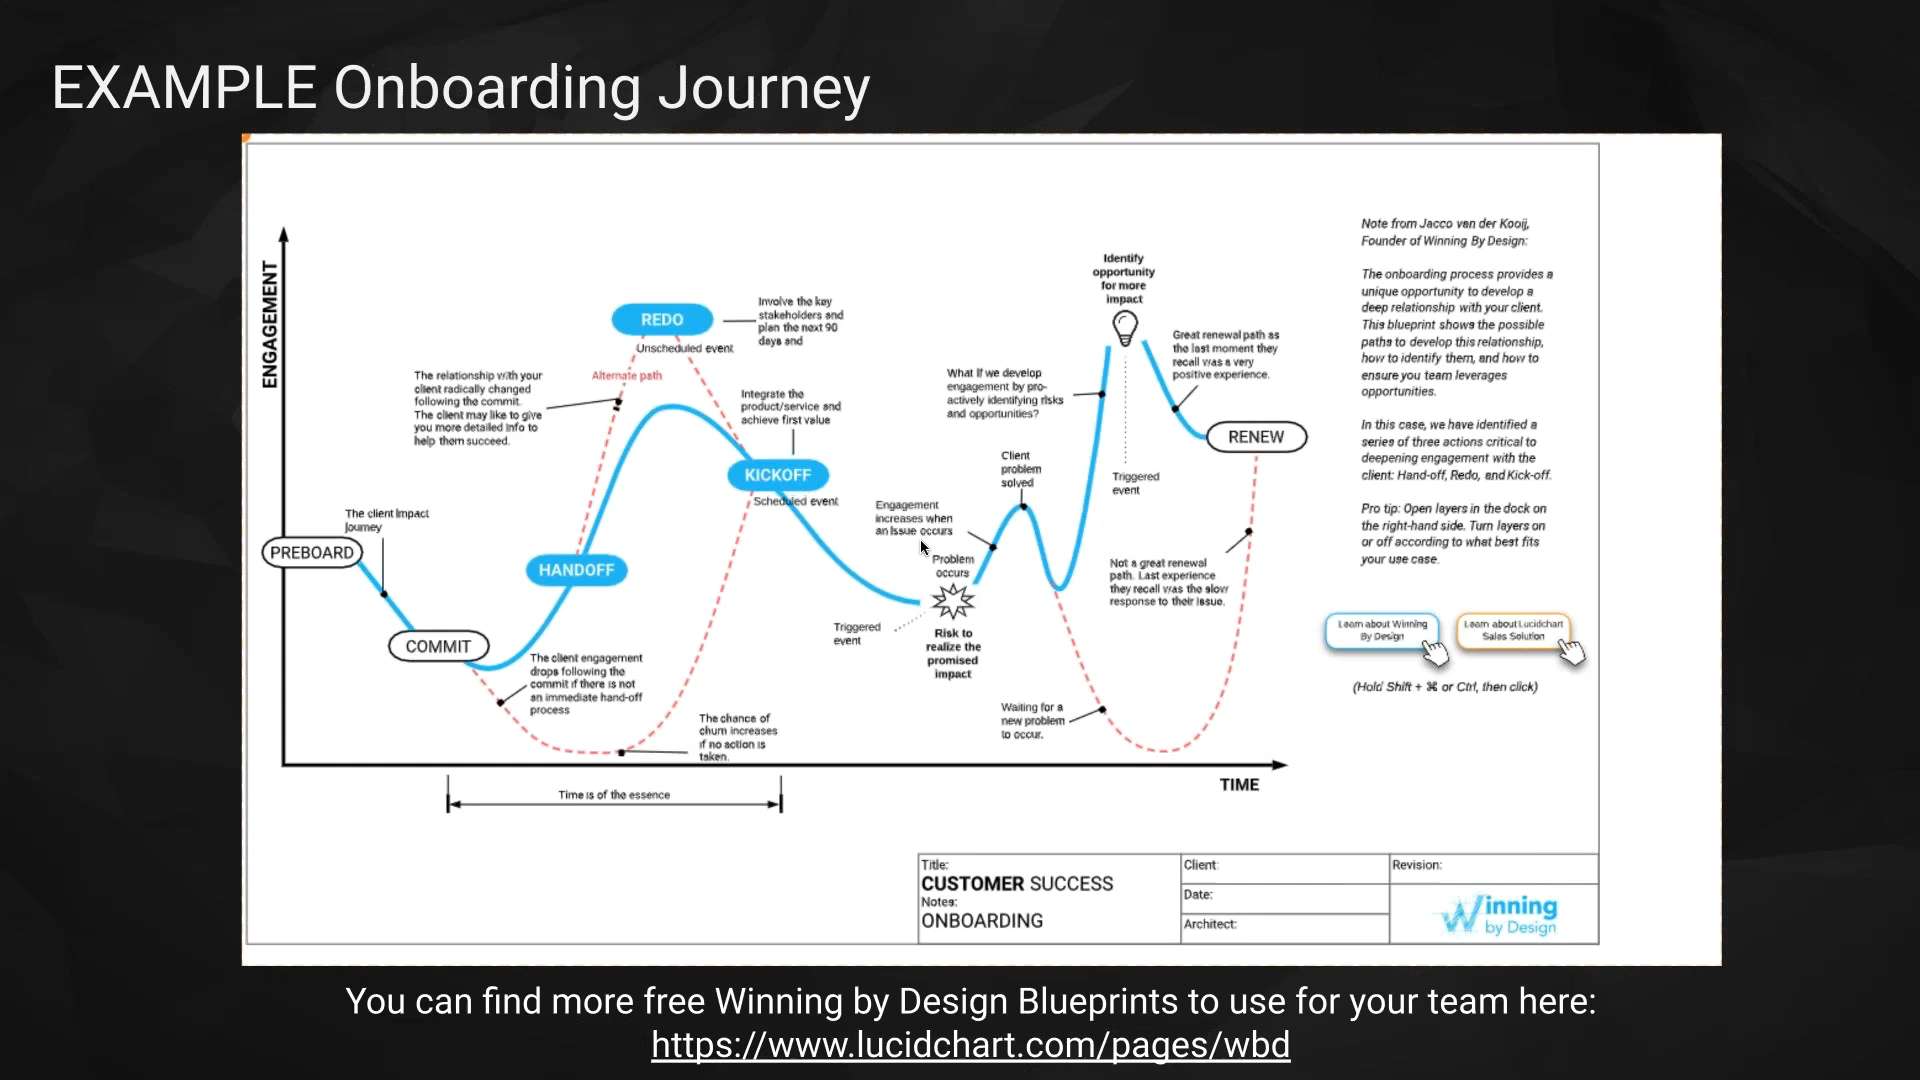 EXAMPLE Onboarding Journey
ENGAGEMENT
REDO
Unscheduled event
Involve the key
stakeholders and
plan the next 90
days and
Alternate path
The relationship with your
client radically changed
following the commit.
The client may like to give
you more detailed info to
help them succeed.
Integrate the
product/service and
achieve first value
KICKOFF
Scheduled event
The client impact
journey
PREBOARD
HANDOFF
COMMIT
The client engagement
drops following the
commit if there is not
an immediate hand-off
process
The chance of
churn increases
if no action is
taken.
Time is of the essence
TIME
Engagement
increases when
an issue occurs
Problem
occurs
Triggered
event
Risk to
realize the
promised
impact
Client
problem
solved
What if we develop
engagement by pro-
actively identifying risks
and opportunities?
Identify
opportunity
for more
impact
Triggered
event
Great renewal path as
the last moment they
recall was a very
positive experience.
RENEW
Not a great renewal
path. Last experience
they recall was the slow
response to their issue.
Waiting for a
new problem
to occur.
Note from Jacco van der Kooij,
Founder of Winning By Design:
The onboarding process provides a
unique opportunity to develop a
deep relationship with your client.
This blueprint shows the possible
paths to develop this relationship,
how to identify them, and how to
ensure you team leverages
opportunities.
In this case, we have identified a
series of three actions critical to
deepening engagement with the
client: Hand-off, Redo, and Kick-off.
Pro tip: Open layers in the dock on
the right-hand side. Turn layers on
or off according to what best fits
your use case.
Learn about Winning
By Design
Learn about Lucidchart
Sales Solution
(Hold Shift + ⌘ or Ctrl, then click)
Title:
CUSTOMER SUCCESS
Notes:
ONBOARDING
Client:
Date:
Architect:
Revision:
Winning
by Design
You can find more free Winning by Design Blueprints to use for your team here:
https://www.lucidchart.com/pages/wbd